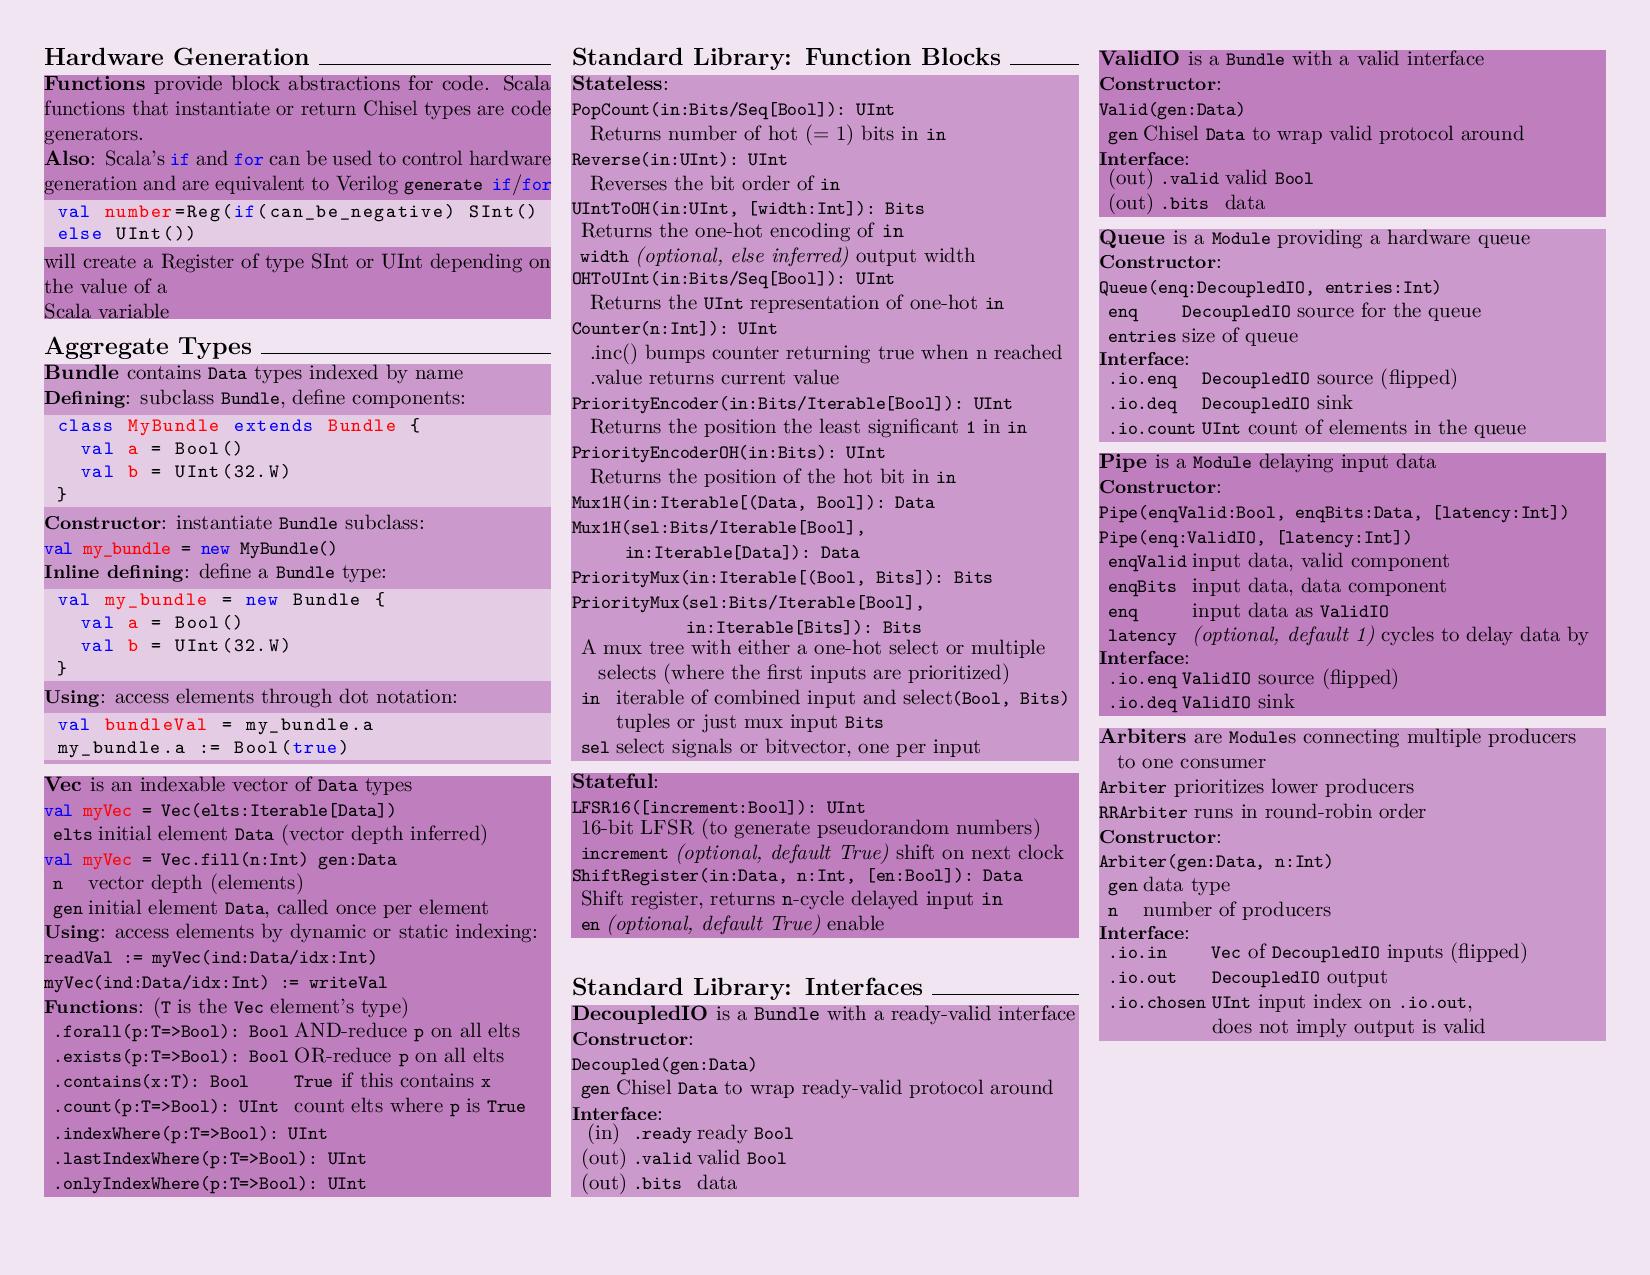 Hardware Generation
Functions provide block abstractions for code. Scala
functions that instantiate or return Chisel types are code
generators.
Also: Scala's if and for can be used to control hardware
generation and are equivalent to Verilog generate if/for
val number=Reg(if(can_be_negative) SInt()
else UInt())
will create a Register of type SInt or UInt depending on
the value of a
Scala variable
Aggregate Types
Bundle contains Data types indexed by name
Defining: subclass Bundle, define components:
class MyBundle extends Bundle {
  val a = Bool()
  val b = UInt(32.W)
}
Constructor: instantiate Bundle subclass:
val my_bundle = new MyBundle()
Inline defining: define a Bundle type:
val my_bundle = new Bundle {
  val a = Bool()
  val b = UInt(32.W)
}
Using: access elements through dot notation:
val bundleVal = my_bundle.a
my_bundle.a := Bool(true)
Vec is an indexable vector of Data types
val myVec = Vec(elts:Iterable[Data])
elts initial element Data (vector depth inferred)
val myVec = Vec.fill(n:Int) gen:Data
n vector depth (elements)
gen initial element Data, called once per element
Using: access elements by dynamic or static indexing:
readVal := myVec(ind:Data/idx:Int)
myVec(ind:Data/idx:Int) := writeVal
Functions: (T is the Vec element's type)
.forall(p:T=>Bool): Bool AND-reduce p on all elts
.exists(p:T=>Bool): Bool OR-reduce p on all elts
.contains(x:T): Bool True if this contains x
.count(p:T=>Bool): UInt count elts where p is True
.indexWhere(p:T=>Bool): UInt
.lastIndexWhere(p:T=>Bool): UInt
.onlyIndexWhere(p:T=>Bool): UInt
Standard Library: Function Blocks
Stateless:
PopCount(in:Bits/Seq[Bool]): UInt
Returns number of hot (= 1) bits in in
Reverse(in:UInt): UInt
Reverses the bit order of in
UIntToOH(in:UInt, [width:Int]): Bits
Returns the one-hot encoding of in
width (optional, else inferred) output width
OHToUInt(in:Bits/Seq[Bool]): UInt
Returns the UInt representation of one-hot in
Counter(n:Int]): UInt
.inc() bumps counter returning true when n reached
.value returns current value
PriorityEncoder(in:Bits/Iterable[Bool]): UInt
Returns the position the least significant 1 in in
PriorityEncoderOH(in:Bits): UInt
Returns the position of the hot bit in in
Mux1H(in:Iterable[(Data, Bool]): Data
Mux1H(sel:Bits/Iterable[Bool],
in:Iterable[Data]): Data
PriorityMux(in:Iterable[(Bool, Bits]): Bits
PriorityMux(sel:Bits/Iterable[Bool],
in:Iterable[Bits]): Bits
A mux tree with either a one-hot select or multiple
selects (where the first inputs are prioritized)
in iterable of combined input and select(Bool, Bits)
tuples or just mux input Bits
sel select signals or bitvector, one per input
Stateful:
LFSR16([increment:Bool]): UInt
16-bit LFSR (to generate pseudorandom numbers)
increment (optional, default True) shift on next clock
ShiftRegister(in:Data, n:Int, [en:Bool]): Data
Shift register, returns n-cycle delayed input in
en (optional, default True) enable
Standard Library: Interfaces
DecoupledIO is a Bundle with a ready-valid interface
Constructor:
Decoupled(gen:Data)
gen Chisel Data to wrap ready-valid protocol around
Interface:
(in) .ready ready Bool
(out) .valid valid Bool
(out) .bits data
ValidIO is a Bundle with a valid interface
Constructor:
Valid(gen:Data)
gen Chisel Data to wrap valid protocol around
Interface:
(out) .valid valid Bool
(out) .bits data
Queue is a Module providing a hardware queue
Constructor:
Queue(enq:DecoupledIO, entries:Int)
enq DecoupledIO source for the queue
entries size of queue
Interface:
.io.enq DecoupledIO source (flipped)
.io.deq DecoupledIO sink
.io.count UInt count of elements in the queue
Pipe is a Module delaying input data
Constructor:
Pipe(enqValid:Bool, enqBits:Data, [latency:Int])
Pipe(enq:ValidIO, [latency:Int])
enqValid input data, valid component
enqBits input data, data component
enq input data as ValidIO
latency (optional, default 1) cycles to delay data by
Interface:
.io.enq ValidIO source (flipped)
.io.deq ValidIO sink
Arbiters are Modules connecting multiple producers
to one consumer
Arbiter prioritizes lower producers
RRArbiter runs in round-robin order
Constructor:
Arbiter(gen:Data, n:Int)
gen data type
n number of producers
Interface:
.io.in Vec of DecoupledIO inputs (flipped)
.io.out DecoupledIO output
.io.chosen UInt input index on .io.out,
does not imply output is valid